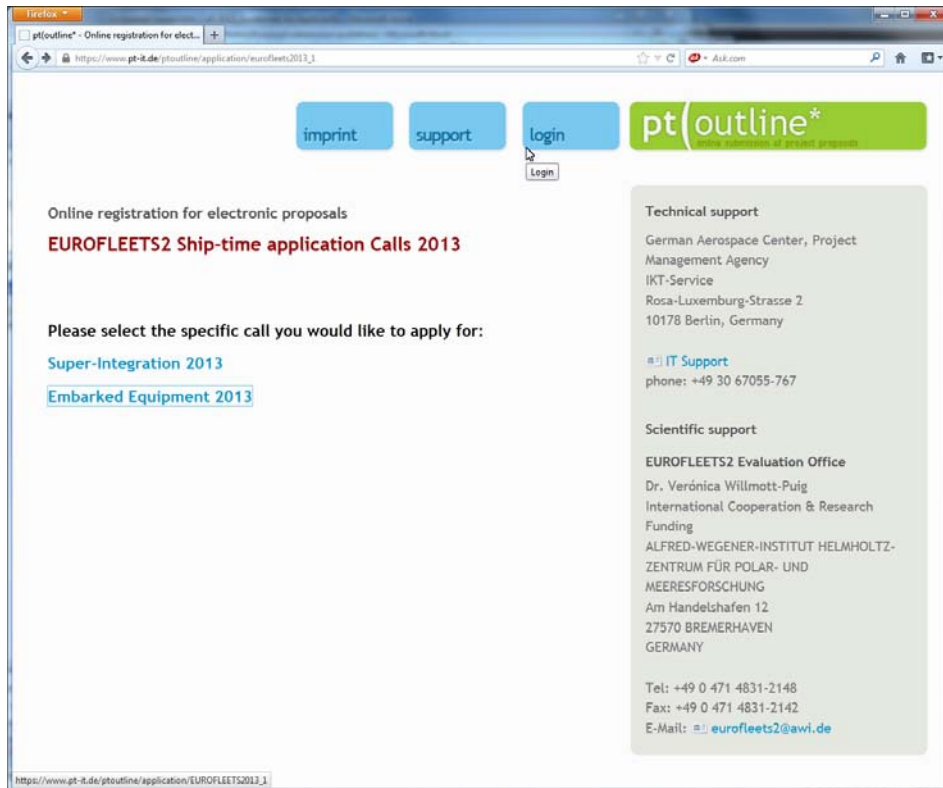 Firefox
pt(outline* - Online registration for elect...
https://www.pt-it.de/ptoutline/application/eurofleets2013_1
Ask.com
imprint
support
login
pt(outline*
online submission of project proposals
Login
Online registration for electronic proposals
EUROFLEETS2 Ship-time application Calls 2013
Please select the specific call you would like to apply for:
Super-Integration 2013
Embarked Equipment 2013
Technical support
German Aerospace Center, Project
Management Agency
IKT-Service
Rosa-Luxemburg-Strasse 2
10178 Berlin, Germany
IT Support
phone: +49 30 67055-767
Scientific support
EUROFLEETS2 Evaluation Office
Dr. Verónica Willmott-Puig
International Cooperation & Research
Funding
ALFRED-WEGENER-INSTITUT HELMHOLTZ-
ZENTRUM FÜR POLAR- UND
MEERESFORSCHUNG
Am Handelshafen 12
27570 BREMERHAVEN
GERMANY
Tel: +49 0 471 4831-2148
Fax: +49 0 471 4831-2142
E-Mail: eurofleets2@awi.de
https://www.pt-it.de/ptoutline/application/EUROFLEETS2013_1